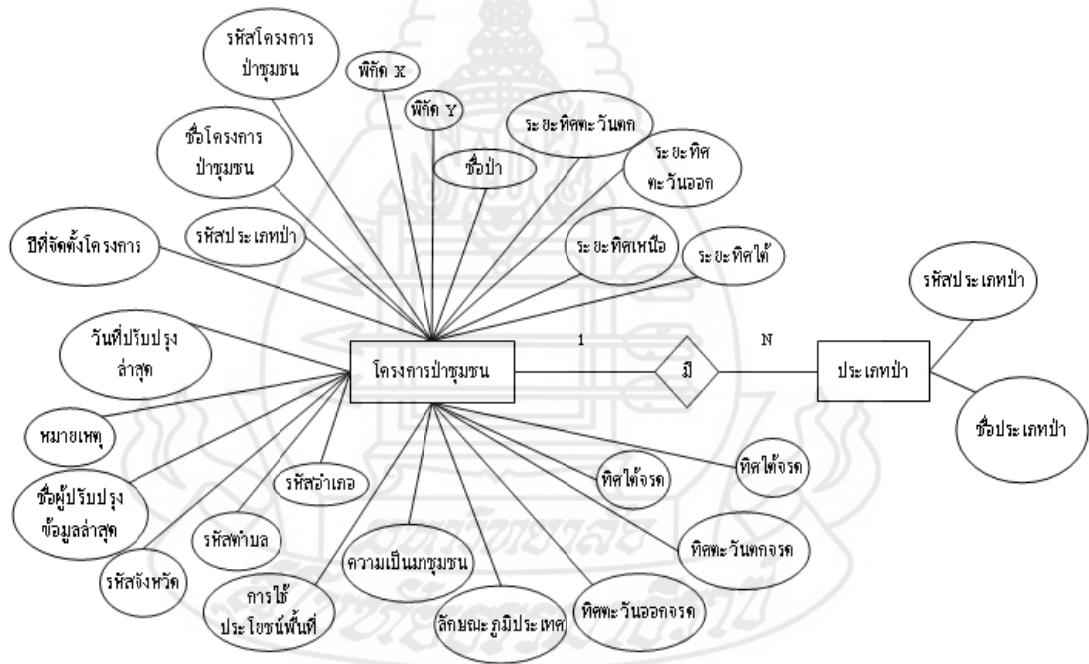 รหัสโครงการ
ป่าชุมชน
พิกัด X
พิกัด Y
ระยะทิศตะวันตก
ชื่อโครงการ
ป่าชุมชน
ชื่อป่า
ระยะทิศ
ตะวันออก
รหัสประเภทป่า
ปีที่จัดตั้งโครงการ
ระยะทิศเหนือ
ระยะทิศใต้
รหัสประเภทป่า
วันที่ปรับปรุง
ล่าสุด
โครงการป่าชุมชน
1
มี
N
ประเภทป่า
ชื่อประเภทป่า
หมายเหตุ
รหัสอำเภอ
ทิศใต้จรด
ทิศใต้จรด
ชื่อผู้ปรับปรุง
ข้อมูลล่าสุด
รหัสตำบล
ความเป็นมาชุมชน
ทิศตะวันตกจรด
รหัสจังหวัด
การใช้
ประโยชน์พื้นที่
ลักษณะภูมิประเทศ
ทิศตะวันออกจรด